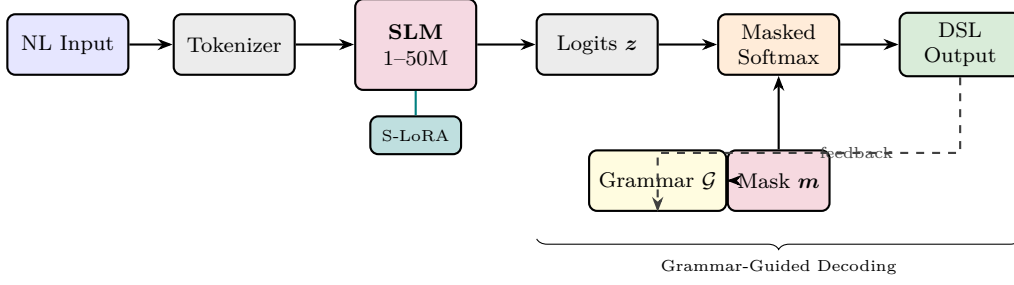 NL Input
Tokenizer
SLM
1–50M
Logits z
Masked
Softmax
DSL
Output
S-LoRA
feedback
Grammar 𝒢
Mask m
Grammar-Guided Decoding